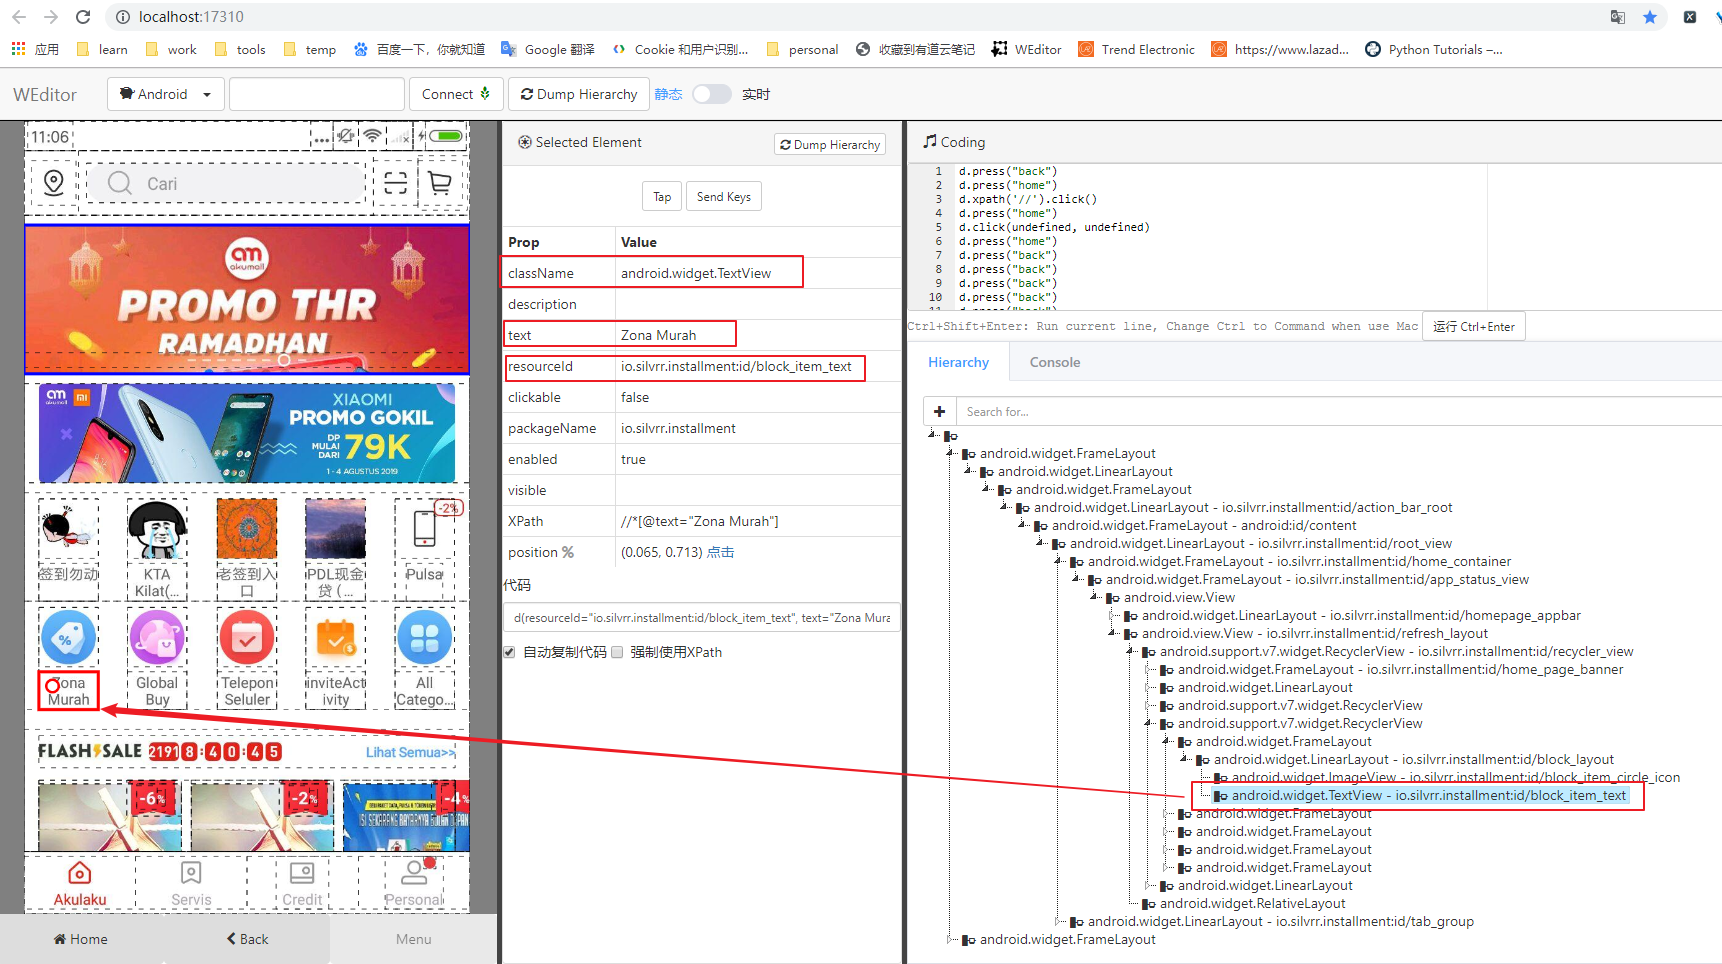 localhost:17310
应用 learn work tools temp 百度一下，你就知道 Google 翻译 Cookie 和用户识别... personal 收藏到有道云笔记 WEditor Trend Electronic https://www.lazad... Python Tutorials –...
WEditor Android Connect Dump Hierarchy 静态 实时
11:06
Cari
am
akumall
PROMO THR
RAMADHAN
am
mi
XIAOMI
PROMO GOKIL
DP
MULAI
DARI
79K
1 - 4 AGUSTUS 2019
-2%
签到勿动
KTA
Kilat(...
老签到入
口
PDL现金
贷 (...
Pulsa
Zona
Murah
Global
Buy
Telepon
Seluler
inviteAct
ivity
All
Catego...
FLASH SALE 2191 8 : 4 0 : 4 5 Lihat Semua>>
-6%
-2%
-4%
Akulaku Servis Credit Personal
Home Back Menu
Selected Element Dump Hierarchy
Tap Send Keys
Prop Value
className android.widget.TextView
description
text Zona Murah
resourceId io.silvrr.installment:id/block_item_text
clickable false
packageName io.silvrr.installment
enabled true
visible
XPath //*[@text="Zona Murah"]
position % (0.065, 0.713) 点击
代码
d(resourceId="io.silvrr.installment:id/block_item_text", text="Zona Mura
自动复制代码 强制使用XPath
Coding
1 d.press("back")
2 d.press("home")
3 d.xpath('//').click()
4 d.press("home")
5 d.click(undefined, undefined)
6 d.press("home")
7 d.press("back")
8 d.press("back")
9 d.press("back")
10 d.press("back")
Ctrl+Shift+Enter: Run current line, Change Ctrl to Command when use Mac 运行 Ctrl+Enter
Hierarchy Console
Search for...
android.widget.FrameLayout
android.widget.LinearLayout
android.widget.FrameLayout
android.widget.LinearLayout - io.silvrr.installment:id/action_bar_root
android.widget.FrameLayout - android:id/content
android.widget.LinearLayout - io.silvrr.installment:id/root_view
android.widget.FrameLayout - io.silvrr.installment:id/home_container
android.widget.FrameLayout - io.silvrr.installment:id/app_status_view
android.view.View
android.widget.LinearLayout - io.silvrr.installment:id/homepage_appbar
android.view.View - io.silvrr.installment:id/refresh_layout
android.support.v7.widget.RecyclerView - io.silvrr.installment:id/recycler_view
android.widget.FrameLayout - io.silvrr.installment:id/home_page_banner
android.widget.LinearLayout
android.support.v7.widget.RecyclerView
android.support.v7.widget.RecyclerView
android.widget.FrameLayout
android.widget.LinearLayout - io.silvrr.installment:id/block_layout
android.widget.ImageView - io.silvrr.installment:id/block_item_circle_icon
android.widget.TextView - io.silvrr.installment:id/block_item_text
android.widget.FrameLayout
android.widget.FrameLayout
android.widget.FrameLayout
android.widget.FrameLayout
android.widget.LinearLayout
android.widget.RelativeLayout
android.widget.LinearLayout - io.silvrr.installment:id/tab_group
android.widget.FrameLayout